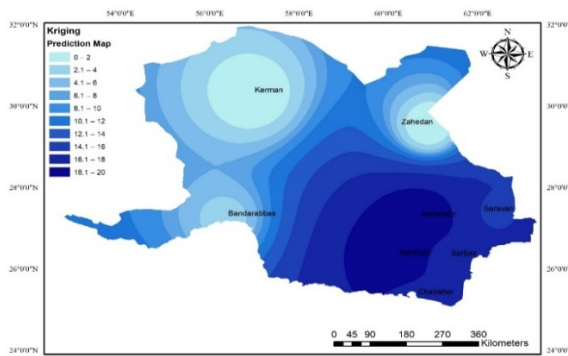 54°0'0"E 56°0'0"E 60°0'0"E 62°0'0"E
32°0'0"N 32°0'0"N
Kriging
Prediction Map
0 – 2
2.1 – 4
4.1 – 6
6.1 – 8
8.1 – 10
10.1 – 12
12.1 – 14
14.1 – 16
16.1 – 18
18.1 – 20
N
W E
S
Kerman
Zahedan
30°0'0"N 30°0'0"N
28°0'0"N 28°0'0"N
Bandarabbas
Saravan
Sarbaz
26°0'0"N 26°0'0"N
Chabahar
0 45 90 180 270 360
Kilometers
24°0'0"N 24°0'0"N